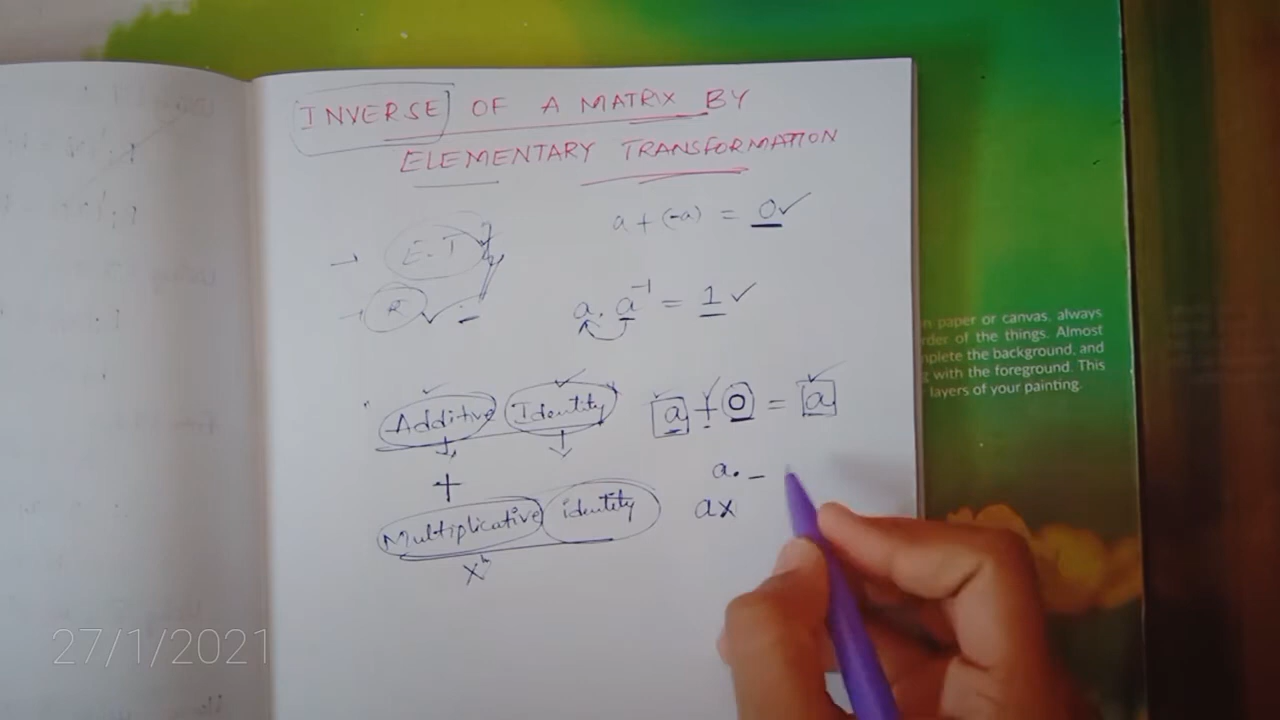 INVERSE OF A MATRIX BY
ELEMENTARY TRANSFORMATION
a + (-a) = 0 ✓
→ E.T
→ R ✓
a . a⁻¹ = 1 ✓
Additive Identity
a + 0 = a
+
a. _
Multiplicative identity
ax
x
n paper or canvas, always
rder of the things. Almost
mplete the background, and
with the foreground. This
layers of your painting.
27/1/2021